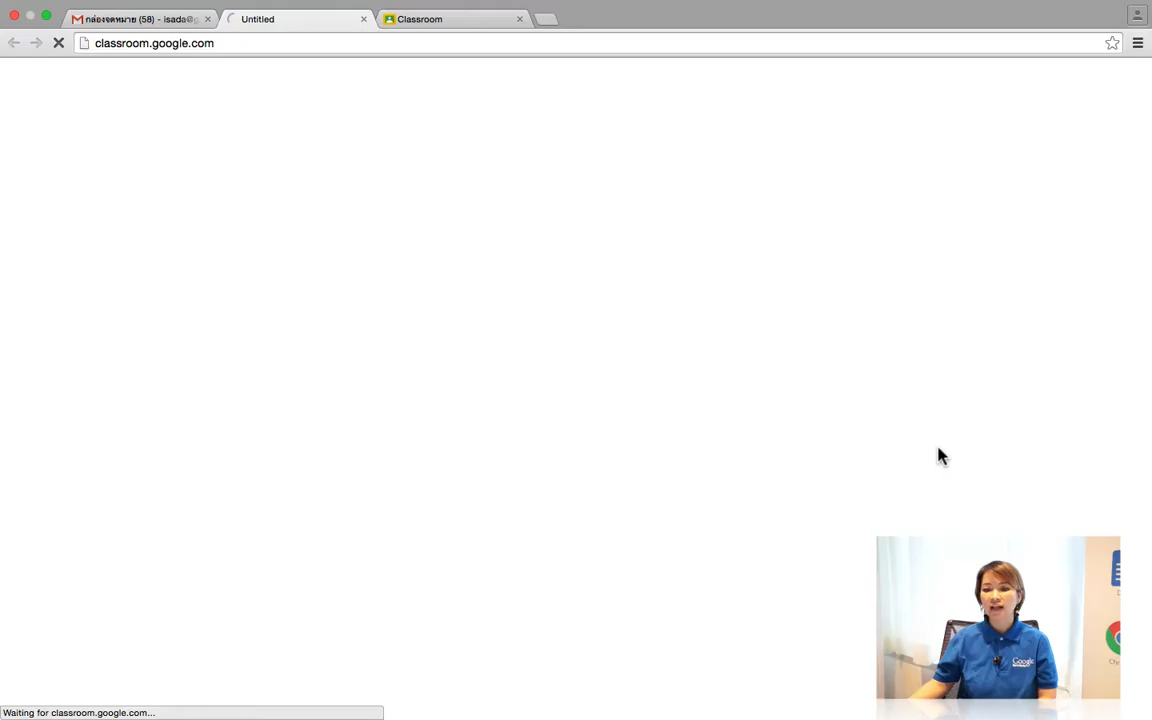 กล่องจดหมาย (58) - isada@g
Untitled
Classroom
classroom.google.com
Google
Waiting for classroom.google.com...